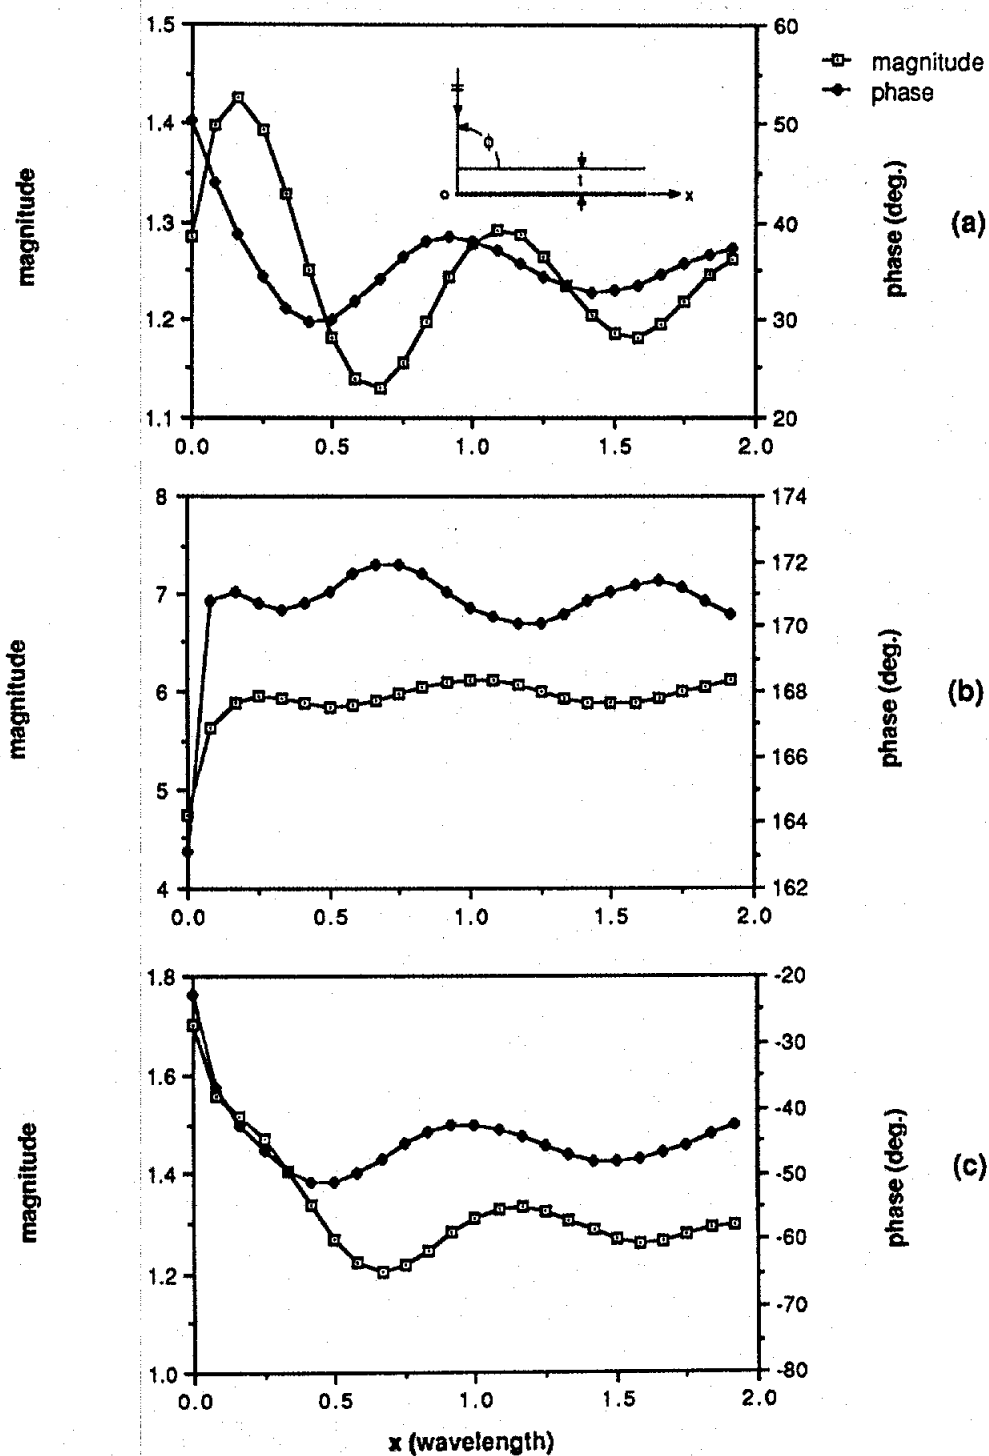 1.5
1.4
1.3
1.2
1.1
magnitude
60
50
40
30
20
phase (deg.)
0.0 0.5 1.0 1.5 2.0
magnitude
phase
ϕ
t
o
x
(a)
8
7
6
5
4
magnitude
174
172
170
168
166
164
162
phase (deg.)
0.0 0.5 1.0 1.5 2.0
(b)
1.8
1.6
1.4
1.2
1.0
magnitude
-20
-30
-40
-50
-60
-70
-80
phase (deg.)
0.0 0.5 1.0 1.5 2.0
x (wavelength)
(c)